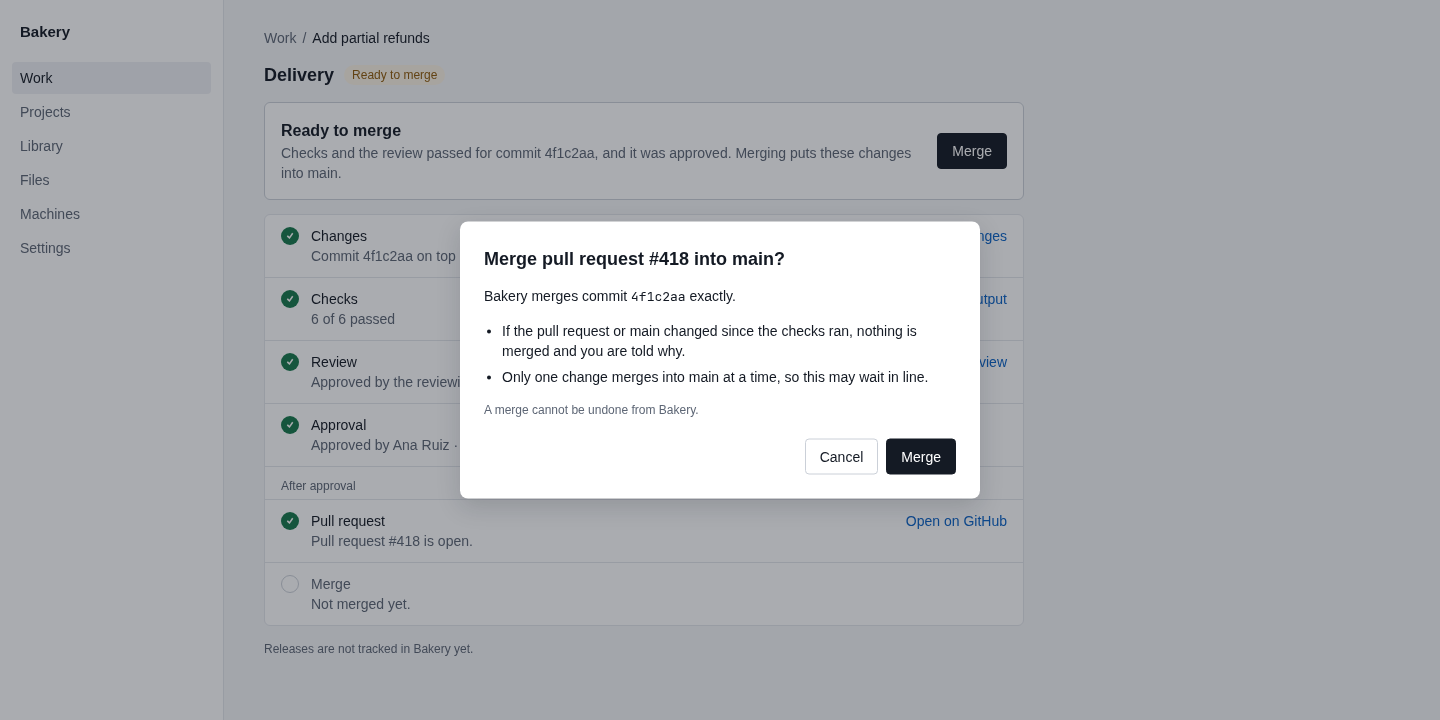 Bakery
Work
Projects
Library
Files
Machines
Settings
Work / Add partial refunds
Delivery Ready to merge
Ready to merge
Checks and the review passed for commit 4f1c2aa, and it was approved. Merging puts these changes
into main.
Merge
Changes
Commit 4f1c2aa on top
Checks
6 of 6 passed
Review
Approved by the
Approval
Approved by Ana Ruiz ·
After approval
Pull request
Pull request #418 is open.
Open on GitHub
Merge
Not merged yet.
Releases are not tracked in Bakery yet.
Merge pull request #418 into main?
Bakery merges commit 4f1c2aa exactly.
• If the pull request or main changed since the checks ran, nothing is
merged and you are told why.
• Only one change merges into main at a time, so this may wait in line.
A merge cannot be undone from Bakery.
Cancel
Merge